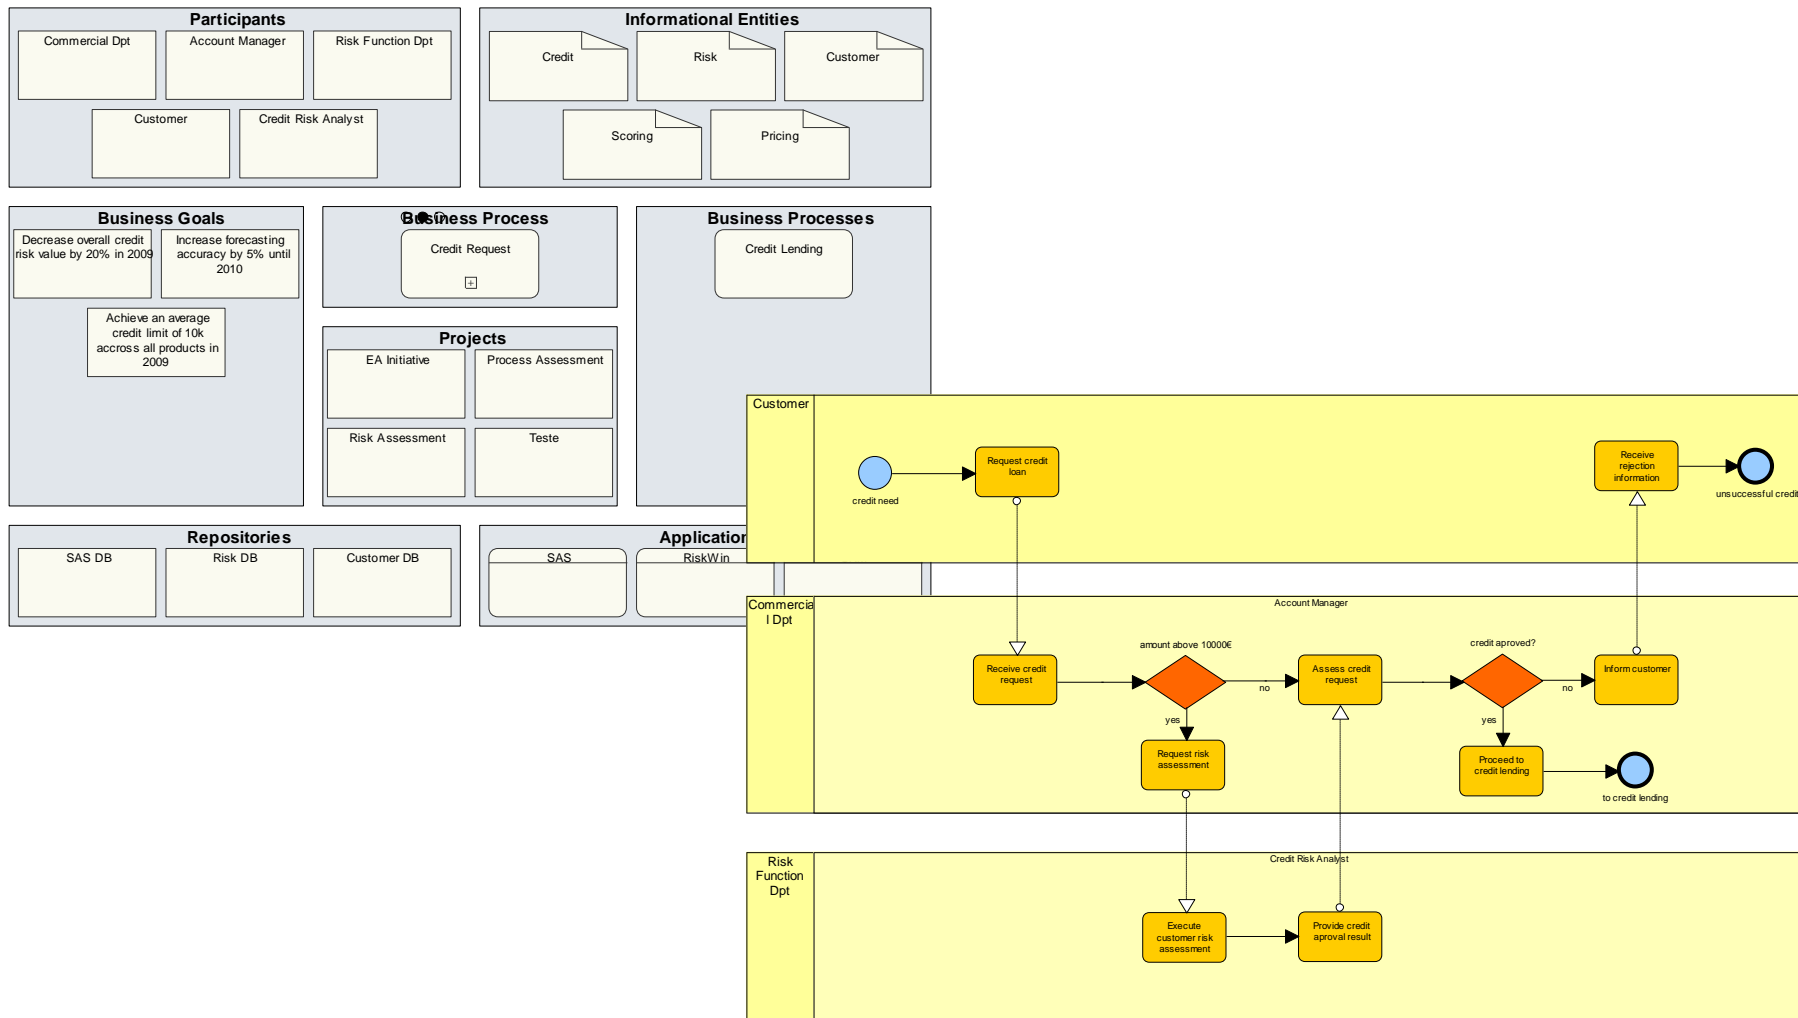 Participants
Commercial Dpt
Account Manager
Risk Function Dpt
Customer
Credit Risk Analyst
Informational Entities
Credit
Risk
Customer
Scoring
Pricing
Business Goals
Decrease overall credit
risk value by 20% in 2009
Increase forecasting
accuracy by 5% until
2010
Achieve an average
credit limit of 10k
accross all products in
2009
Business Process
Credit Request
Projects
EA Initiative
Process Assessment
Risk Assessment
Teste
Business Processes
Credit Lending
Repositories
SAS DB
Risk DB
Customer DB
Application
SAS
RiskWin
Customer
credit need
Request credit
loan
Receive
rejection
information
unsuccessful credit
Commercia
l Dpt
Account Manager
Receive credit
request
amount above 10000€
no
yes
Request risk
assessment
Assess credit
request
credit aproved?
no
yes
Inform customer
Proceed to
credit lending
to credit lending
Risk
Function
Dpt
Credit Risk Analyst
Execute
customer risk
assessment
Provide credit
aproval result